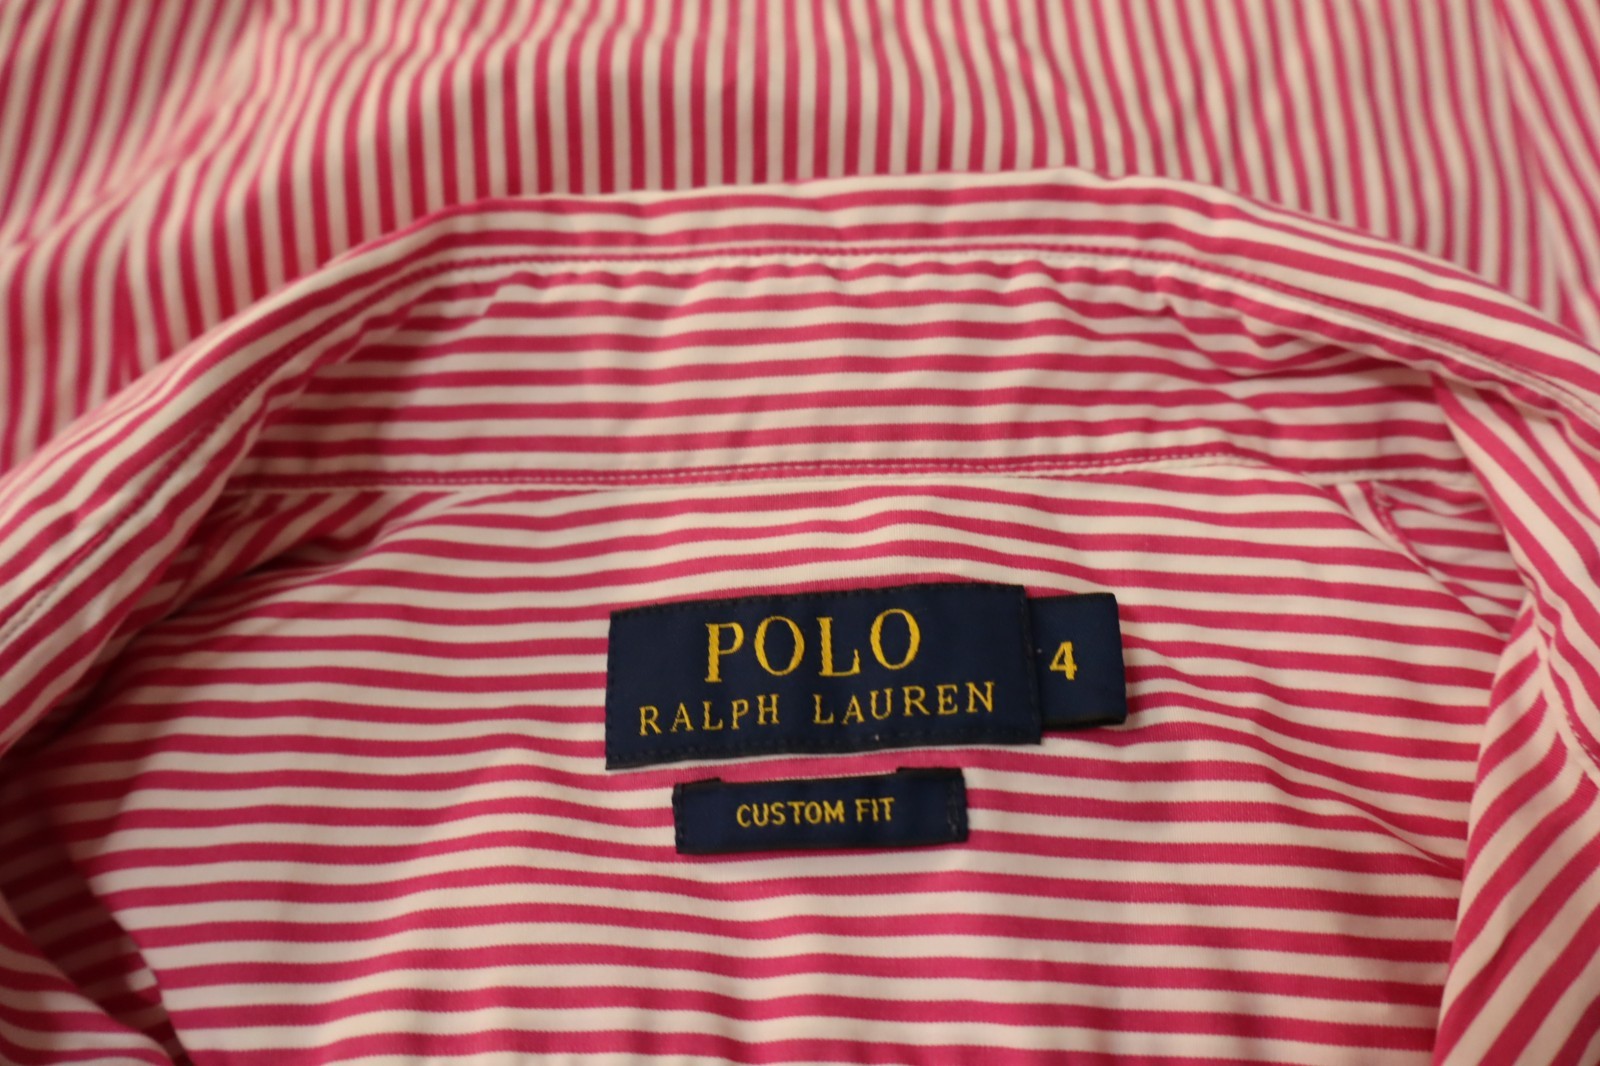 POLO
RALPH LAUREN
4
CUSTOM FIT